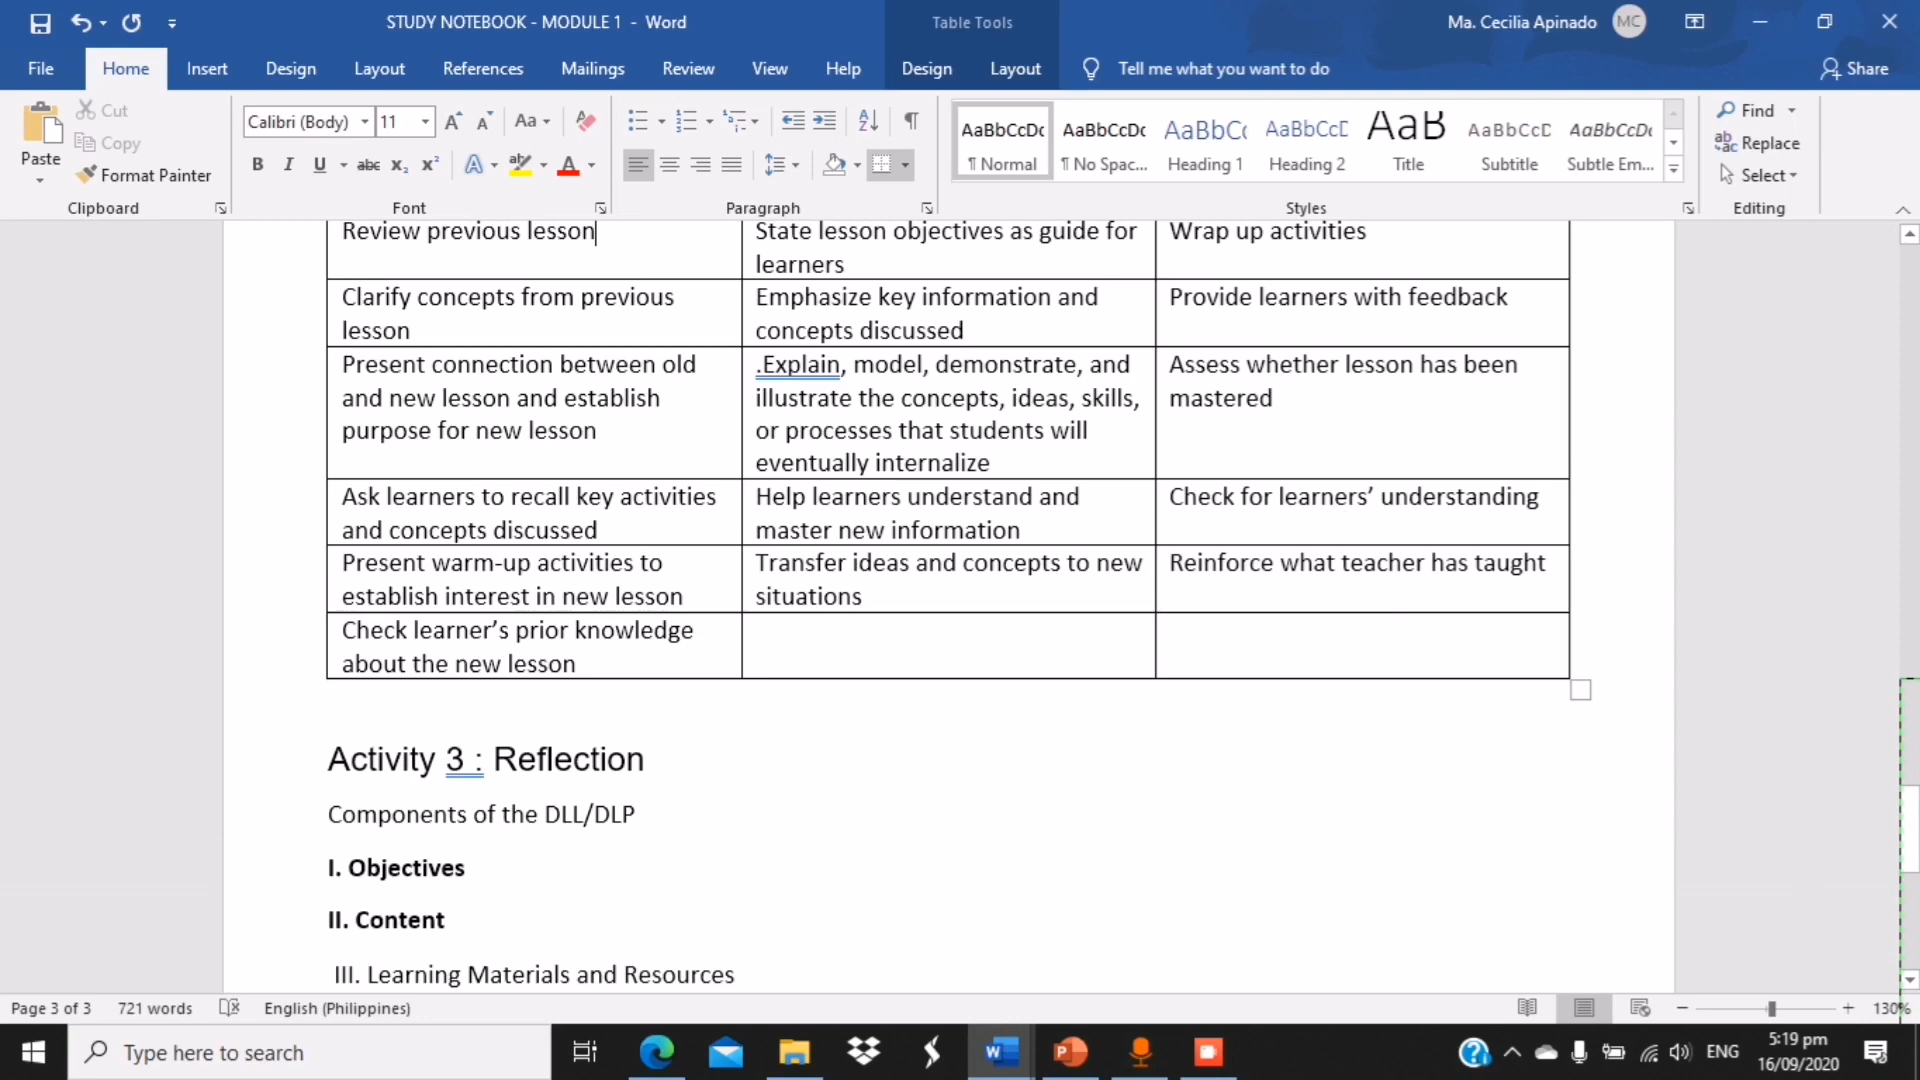 STUDY NOTEBOOK - MODULE 1 - Word
Table Tools
Ma. Cecilia Apinado
MC
File
Home
Insert
Design
Layout
References
Mailings
Review
View
Help
Design
Layout
Tell me what you want to do
Share
Paste
Cut
Copy
Format Painter
Clipboard
Calibri (Body)
11
Font
Paragraph
AaBbCcDc
¶ Normal
AaBbCcDc
¶ No Spac...
AaBbCc
Heading 1
AaBbCcD
Heading 2
AaB
Title
AaBbCcD
Subtitle
AaBbCcDc
Subtle Em...
Styles
Find
Replace
Select
Editing
Review previous lesson
State lesson objectives as guide for
learners
Wrap up activities
Clarify concepts from previous
lesson
Emphasize key information and
concepts discussed
Provide learners with feedback
Present connection between old
and new lesson and establish
purpose for new lesson
.Explain, model, demonstrate, and
illustrate the concepts, ideas, skills,
or processes that students will
eventually internalize
Assess whether lesson has been
mastered
Ask learners to recall key activities
and concepts discussed
Help learners understand and
master new information
Check for learners’ understanding
Present warm-up activities to
establish interest in new lesson
Transfer ideas and concepts to new
situations
Reinforce what teacher has taught
Check learner’s prior knowledge
about the new lesson
Activity 3 : Reflection
Components of the DLL/DLP
I. Objectives
II. Content
III. Learning Materials and Resources
Page 3 of 3
721 words
English (Philippines)
130%
Type here to search
ENG
5:19 pm
16/09/2020